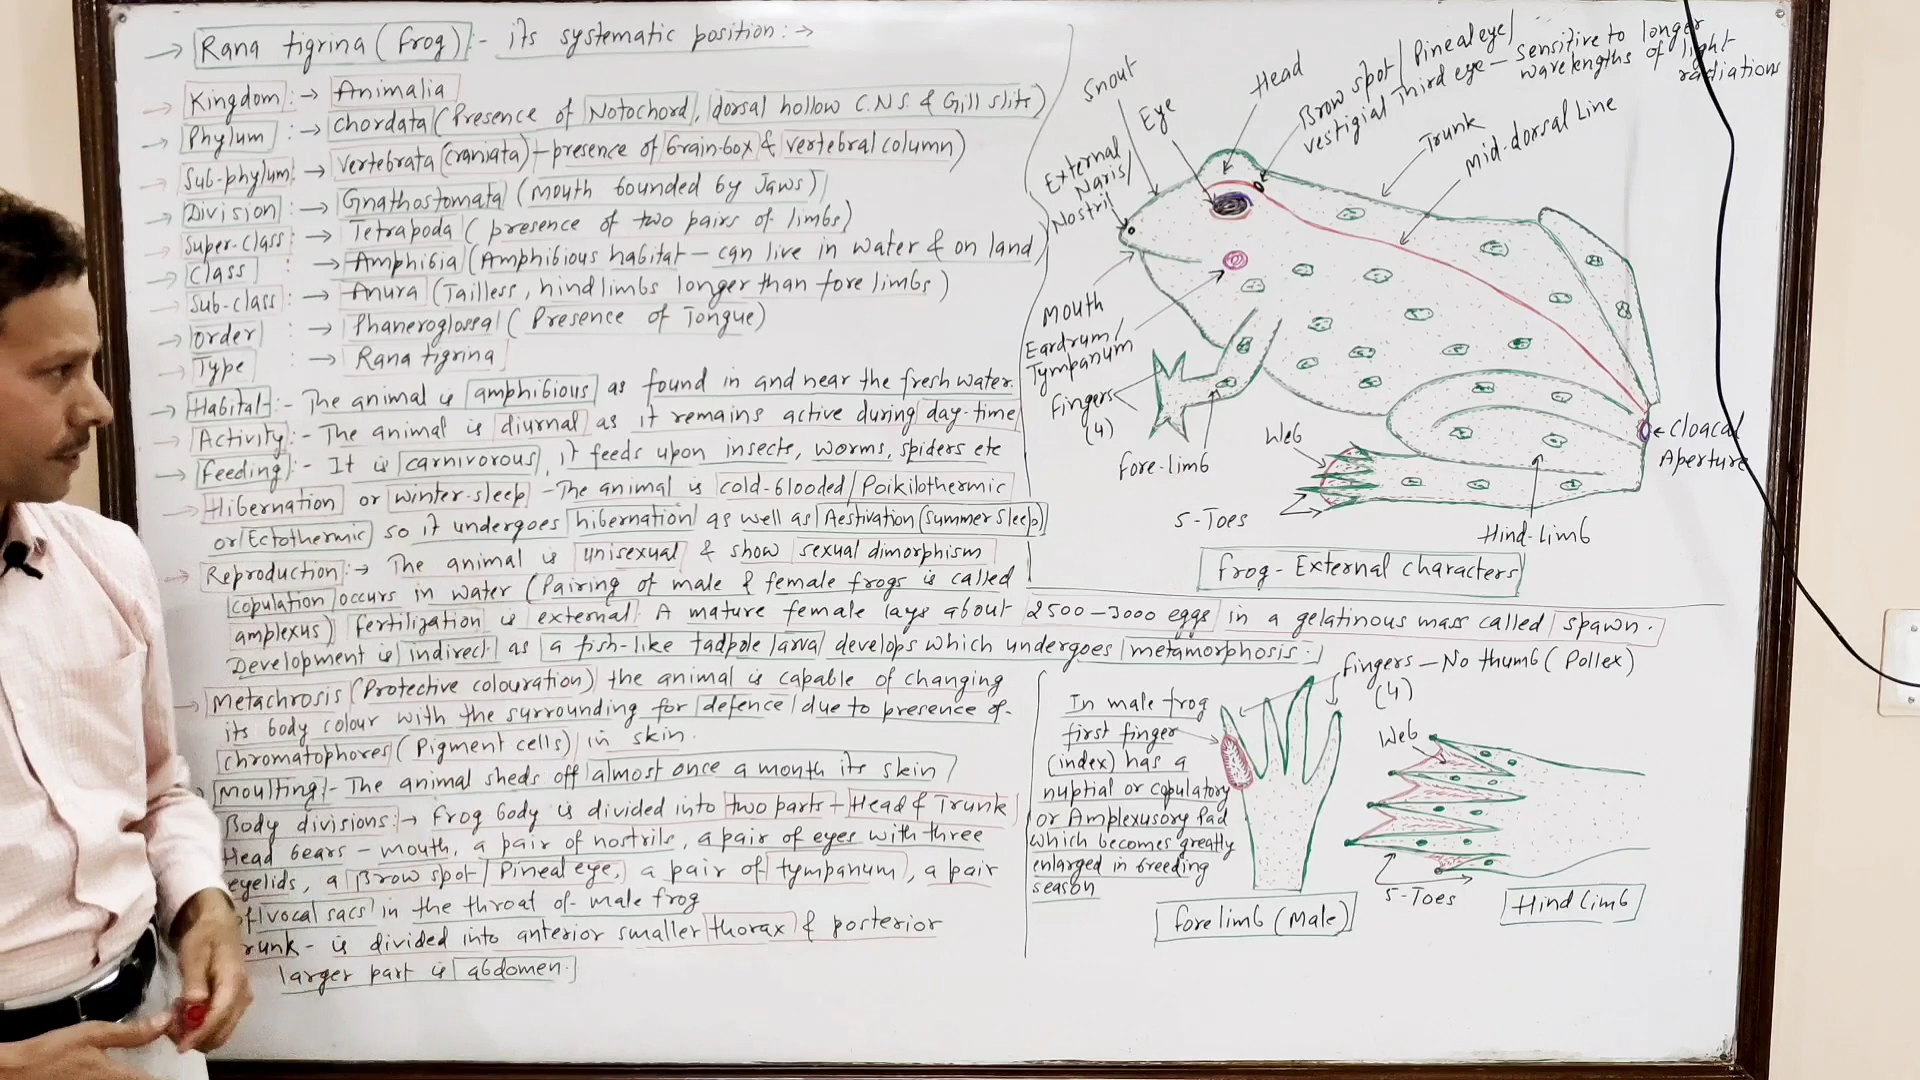 → Rana tigrina (frog) :- its systematic position : →
→ Kingdom : → Animalia
→ Phylum : → Chordata (Presence of Notochord, dorsal hollow C.N.S. & Gill slits)
→ Sub-phylum : → Vertebrata (Craniata) – presence of Brain-box & vertebral column)
→ Division : → Gnathostomata (Mouth bounded by Jaws)
→ Super-class : → Tetrapoda (presence of two pairs of limbs)
→ Class : → Amphibia (Amphibious habitat – can live in water & on land)
→ Sub-class : → Anura (Tailless, hindlimbs longer than fore limbs)
→ Order : → Phaneroglossa (Presence of Tongue)
→ Type : → Rana tigrina
→ Habitat :- The animal is amphibious as found in and near the fresh water.
→ Activity :- The animal is diurnal as it remains active during day-time
→ Feeding :- It is carnivorous, it feeds upon insects, worms, spiders etc
→ Hibernation or winter-sleep – The animal is cold-blooded / Poikilothermic
or Ectothermic so it undergoes hibernation as well as Aestivation (Summer sleep)
→ Reproduction : → The animal is unisexual & show sexual dimorphism
copulation occurs in water (Pairing of male & female frogs is called
amplexus) fertilization is external. A mature female lays about 2500 – 3000 eggs in a gelatinous mass called spawn.
Development is indirect as a fish-like tadpole larva develops which undergoes metamorphosis.
→ Metachrosis (Protective colouration) the animal is capable of changing
its body colour with the surrounding for defence due to presence of
chromatophores (Pigment cells) in skin.
Moulting - The animal sheds off almost once a month its skin
Body divisions : → Frog body is divided into two parts – Head & Trunk
Head bears – mouth, a pair of nostrils, a pair of eyes with three
eyelids, a Brow spot / Pineal eye, a pair of tympanum, a pair
of vocal sacs in the throat of male frog
runk – is divided into anterior smaller thorax & posterior
larger part is abdomen.
Snout
Eye
Head
Brow spot / Pineal eye /
vestigial Third eye – sensitive to longer
wavelengths of light
radiations
Trunk
Mid-dorsal Line
External
Naris /
Nostril
Mouth
Eardrum /
Tympanum
Fingers
(4)
Fore-limb
Web
5-Toes
Hind-limb
Cloacal
Aperture
Frog - External characters
In male frog
first finger
(index) has a
nuptial or copulatory
or Amplexusory Pad
which becomes greatly
enlarged in breeding
season
Fingers – No thumb (Pollex)
(4)
Fore limb (Male)
Web
5-Toes
Hind Limb